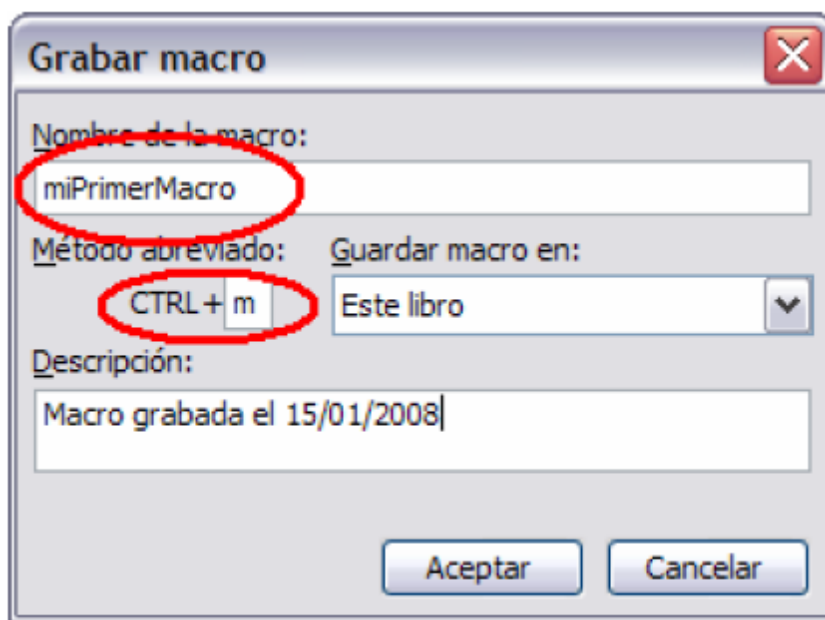 Grabar macro
Nombre de la macro:
miPrimerMacro
Método abreviado: Guardar macro en:
CTRL+ m Este libro
Descripción:
Macro grabada el 15/01/2008
Aceptar Cancelar